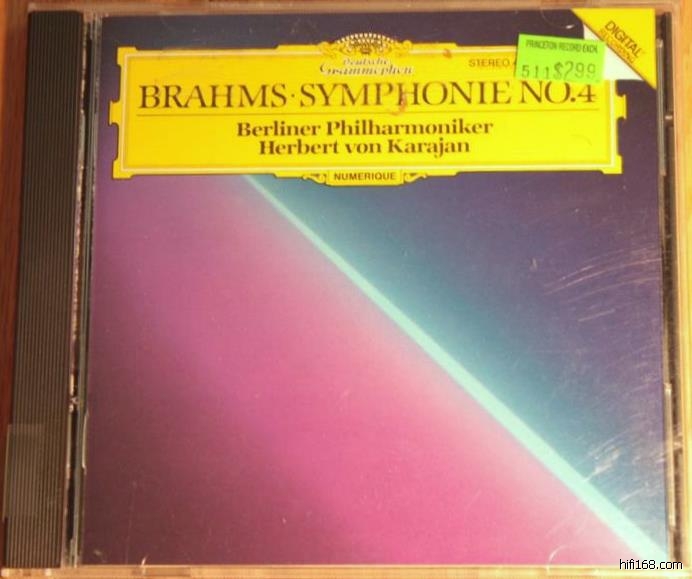 DIGITAL
RECORDING
PRINCETON RECORD EXCH.
511$2.99
Deutsche
Grammophon
STEREO
BRAHMS·SYMPHONIE NO.4
Berliner Philharmoniker
Herbert von Karajan
NUMERIQUE
hifi168.com